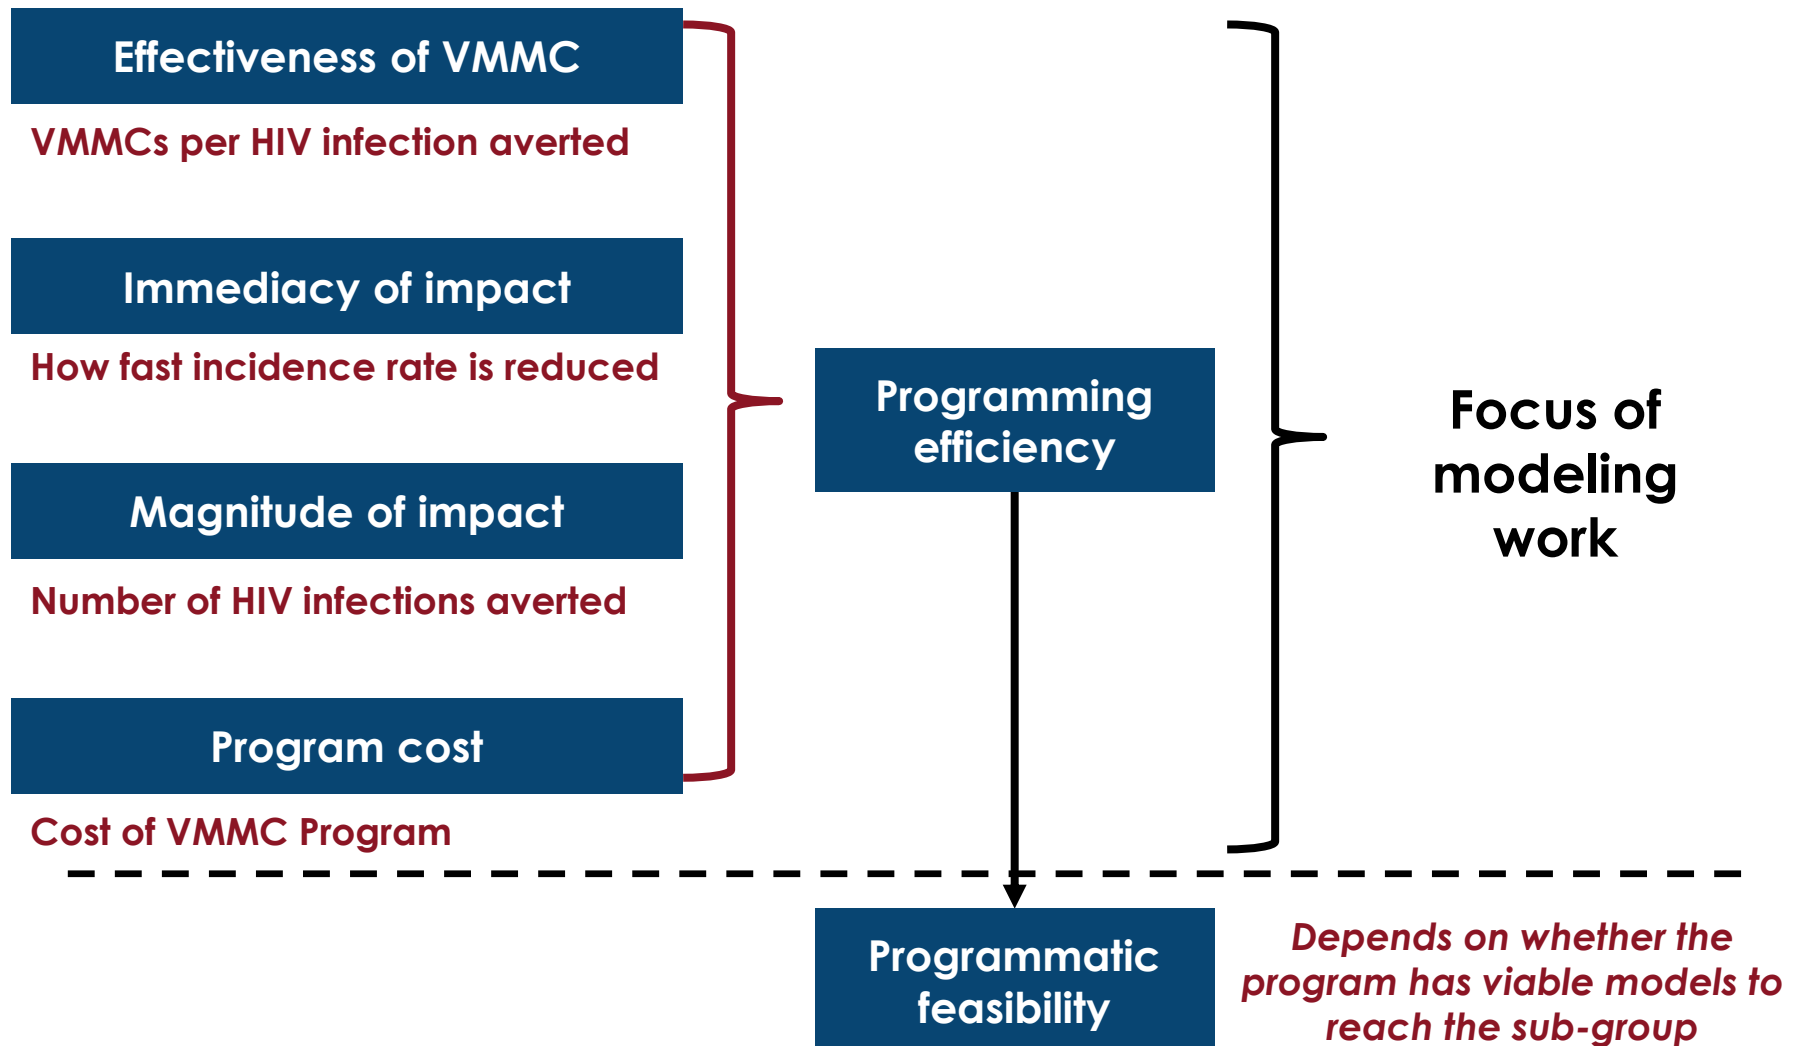 Effectiveness of VMMC
VMMCs per HIV infection averted
Immediacy of impact
How fast incidence rate is reduced
Magnitude of impact
Number of HIV infections averted
Program cost
Cost of VMMC Program
Programming
efficiency
Focus of
modeling
work
Programmatic
feasibility
Depends on whether the
program has viable models to
reach the sub-group